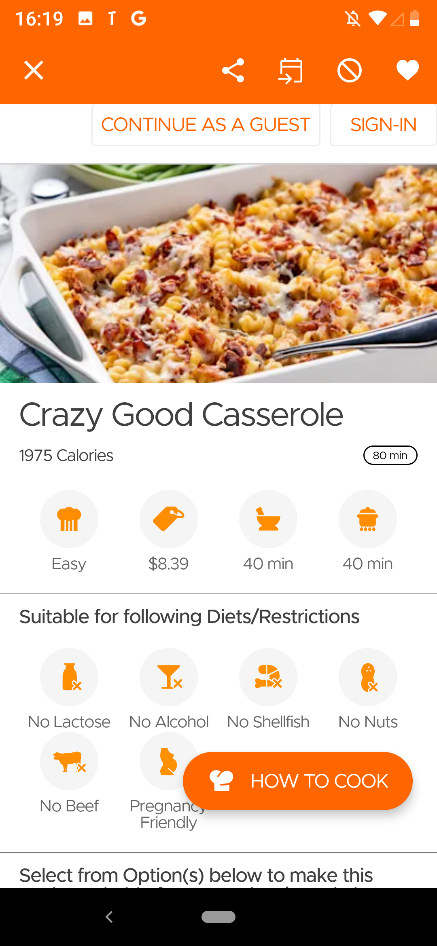 16:19
CONTINUE AS A GUEST
SIGN-IN
Crazy Good Casserole
1975 Calories
80 min
Easy
$8.39
40 min
40 min
Suitable for following Diets/Restrictions
No Lactose
No Alcohol
No Shellfish
No Nuts
No Beef
Pregnancy
Friendly
HOW TO COOK
Select from Option(s) below to make this